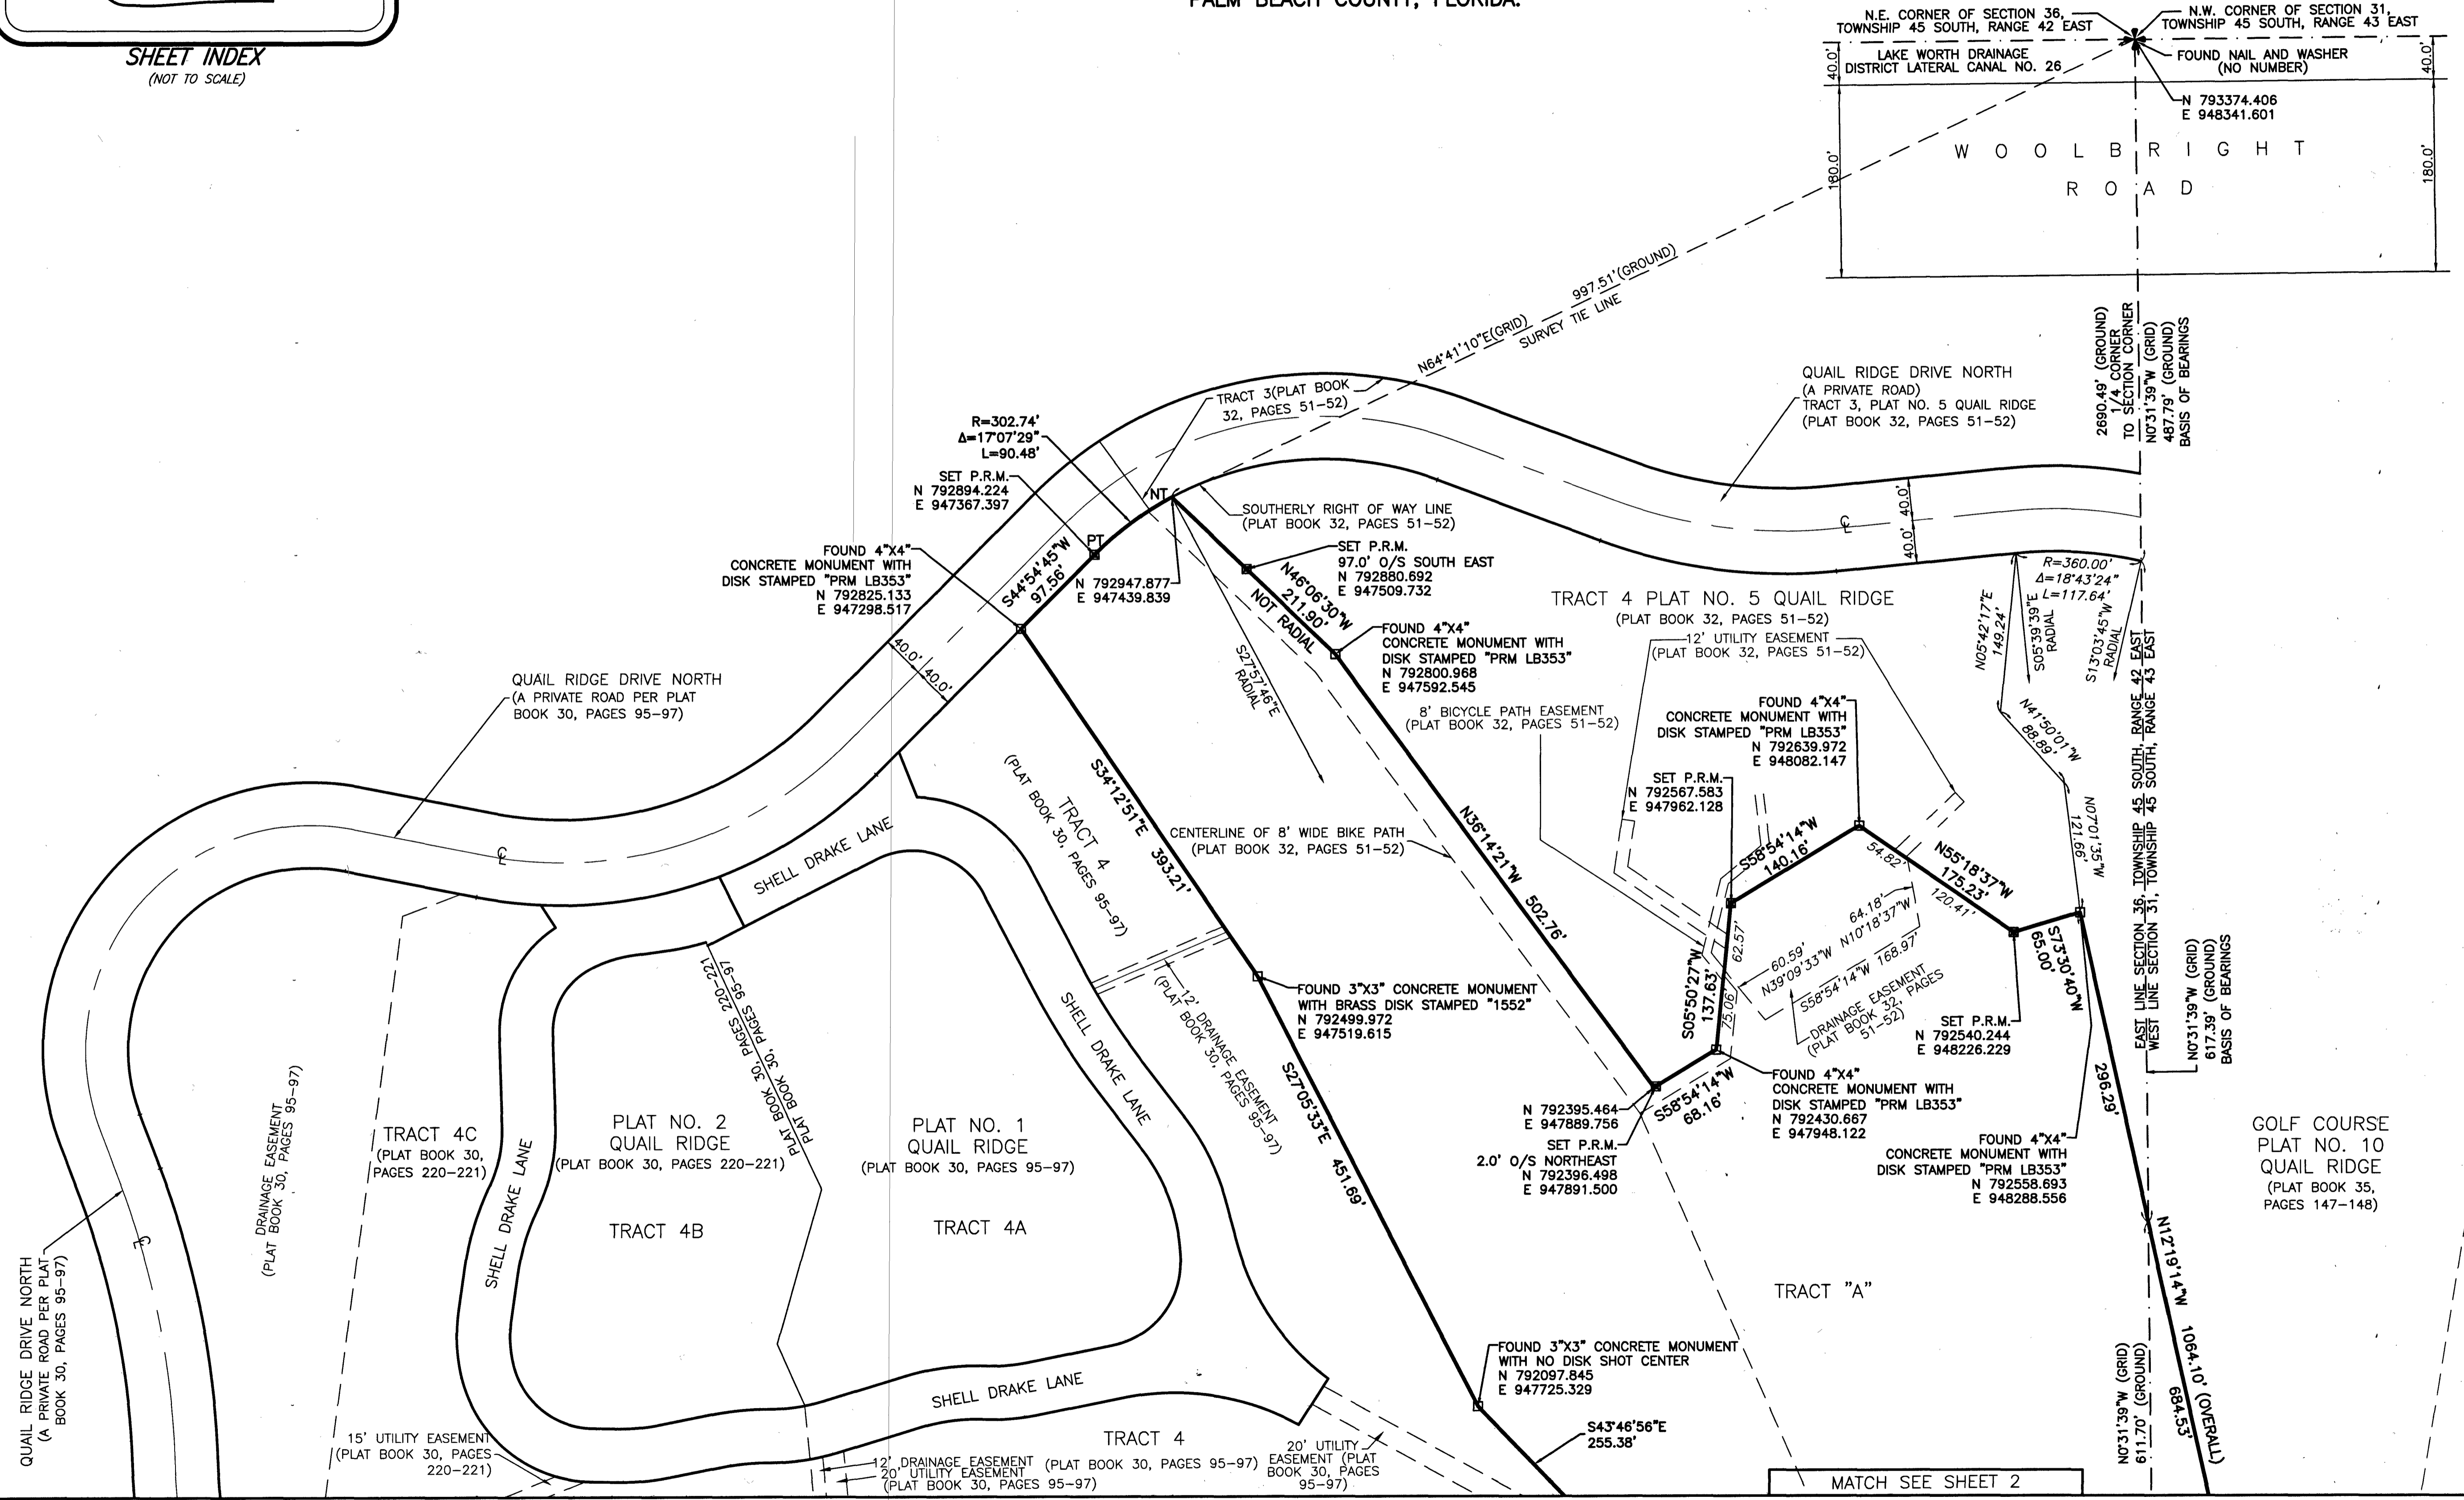 PALM BEACH COUNTY, FLORIDA.
SHEET INDEX
(NOT TO SCALE)
N.E. CORNER OF SECTION 36,
TOWNSHIP 45 SOUTH, RANGE 42 EAST
N.W. CORNER OF SECTION 31,
TOWNSHIP 45 SOUTH, RANGE 43 EAST
LAKE WORTH DRAINAGE
DISTRICT LATERAL CANAL NO. 26
FOUND NAIL AND WASHER
(NO NUMBER)
40.0'
40.0'
N 793374.406
E 948341.601
WOOLBRIGHT
ROAD
180.0'
180.0'
997.51'(GROUND)
N64°41'10"E(GRID)
SURVEY TIE LINE
2690.49' (GROUND)
1/4 CORNER
TO SECTION CORNER
N0°31'39"W (GRID)
487.79' (GROUND)
BASIS OF BEARINGS
QUAIL RIDGE DRIVE NORTH
(A PRIVATE ROAD)
TRACT 3, PLAT NO. 5 QUAIL RIDGE
(PLAT BOOK 32, PAGES 51-52)
TRACT 3(PLAT BOOK
32, PAGES 51-52)
R=302.74'
Δ=17°07'29"
L=90.48'
SET P.R.M.
N 792894.224
E 947367.397
NT
PT
SOUTHERLY RIGHT OF WAY LINE
(PLAT BOOK 32, PAGES 51-52)
℄
40.0'
40.0'
FOUND 4"X4"
CONCRETE MONUMENT WITH
DISK STAMPED "PRM LB353"
N 792825.133
E 947298.517
S44°54'45"W
97.56'
N 792947.877
E 947439.839
SET P.R.M.
97.0' O/S SOUTH EAST
N 792880.692
E 947509.732
N46°06'30"W
211.90'
NOT RADIAL
S27°57'46"E
RADIAL
TRACT 4 PLAT NO. 5 QUAIL RIDGE
(PLAT BOOK 32, PAGES 51-52)
R=360.00'
Δ=18°43'24"
L=117.64'
N05°42'17"E
149.24'
S05°39'39"E
RADIAL
S13°03'45"W
RADIAL
12' UTILITY EASEMENT
(PLAT BOOK 32, PAGES 51-52)
FOUND 4"X4"
CONCRETE MONUMENT WITH
DISK STAMPED "PRM LB353"
N 792800.968
E 947592.545
40.0'
40.0'
QUAIL RIDGE DRIVE NORTH
(A PRIVATE ROAD PER PLAT
BOOK 30, PAGES 95-97)
8' BICYCLE PATH EASEMENT
(PLAT BOOK 32, PAGES 51-52)
FOUND 4"X4"
CONCRETE MONUMENT WITH
DISK STAMPED "PRM LB353"
N 792639.972
E 948082.147
N41°50'01"W
88.89'
SET P.R.M.
N 792567.583
E 947962.128
TRACT 4
(PLAT BOOK 30, PAGES 95-97)
S34°12'51"E 393.21'
CENTERLINE OF 8' WIDE BIKE PATH
(PLAT BOOK 32, PAGES 51-52)
N36°14'21"W 502.76'
S58°54'14"W
140.16'
54.82'
N55°18'37"W
175.23'
120.41'
N07°01'35"W
121.66'
EAST LINE SECTION 36, TOWNSHIP 45 SOUTH, RANGE 42 EAST
WEST LINE SECTION 31, TOWNSHIP 45 SOUTH, RANGE 43 EAST
℄
SHELL DRAKE LANE
S05°50'27"W
137.63'
62.57'
75.06'
60.59'
N39°09'33"W
64.18'
N10°18'37"W
S58°54'14"W 168.97'
DRAINAGE EASEMENT
(PLAT BOOK 32, PAGES
51-52)
S73°30'40"W
65.00'
SET P.R.M.
N 792540.244
E 948226.229
N0°31'39"W (GRID)
617.39' (GROUND)
BASIS OF BEARINGS
PLAT BOOK 30, PAGES 220-221
PLAT BOOK 30, PAGES 95-97
12' DRAINAGE EASEMENT
(PLAT BOOK 30, PAGES 95-97)
SHELL DRAKE LANE
FOUND 3"X3" CONCRETE MONUMENT
WITH BRASS DISK STAMPED "1552"
N 792499.972
E 947519.615
S27°05'33"E 451.69'
S58°54'14"W
68.16'
N 792395.464
E 947889.756
SET P.R.M.
2.0' O/S NORTHEAST
N 792396.498
E 947891.500
FOUND 4"X4"
CONCRETE MONUMENT WITH
DISK STAMPED "PRM LB353"
N 792430.667
E 947948.122
FOUND 4"X4"
CONCRETE MONUMENT WITH
DISK STAMPED "PRM LB353"
N 792558.693
E 948288.556
296.29'
GOLF COURSE
PLAT NO. 10
QUAIL RIDGE
(PLAT BOOK 35,
PAGES 147-148)
DRAINAGE EASEMENT
(PLAT BOOK 30, PAGES 95-97)
TRACT 4C
(PLAT BOOK 30,
PAGES 220-221)
PLAT NO. 2
QUAIL RIDGE
(PLAT BOOK 30, PAGES 220-221)
PLAT NO. 1
QUAIL RIDGE
(PLAT BOOK 30, PAGES 95-97)
SHELL DRAKE LANE
TRACT 4B
TRACT 4A
℄
QUAIL RIDGE DRIVE NORTH
(A PRIVATE ROAD PER PLAT
BOOK 30, PAGES 95-97)
TRACT "A"
N12°19'14"W 1064.10' (OVERALL)
684.53'
N0°31'39"W (GRID)
611.70' (GROUND)
FOUND 3"X3" CONCRETE MONUMENT
WITH NO DISK SHOT CENTER
N 792097.845
E 947725.329
SHELL DRAKE LANE
S43°46'56"E
255.38'
15' UTILITY EASEMENT
(PLAT BOOK 30, PAGES
220-221)
TRACT 4
(PLAT BOOK 30, PAGES 95-97)
12' DRAINAGE EASEMENT
20' UTILITY EASEMENT
(PLAT BOOK 30, PAGES 95-97)
20' UTILITY
EASEMENT (PLAT
BOOK 30, PAGES
95-97)
MATCH SEE SHEET 2